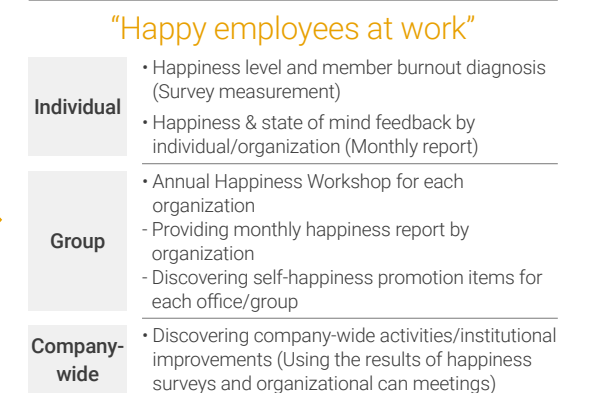 “Happy employees at work”
Individual
• Happiness level and member burnout diagnosis
(Survey measurement)
• Happiness & state of mind feedback by
individual/organization (Monthly report)
Group
• Annual Happiness Workshop for each
organization
- Providing monthly happiness report by
organization
- Discovering self-happiness promotion items for
each office/group
Company-
wide
• Discovering company-wide activities/institutional
improvements (Using the results of happiness
surveys and organizational can meetings)